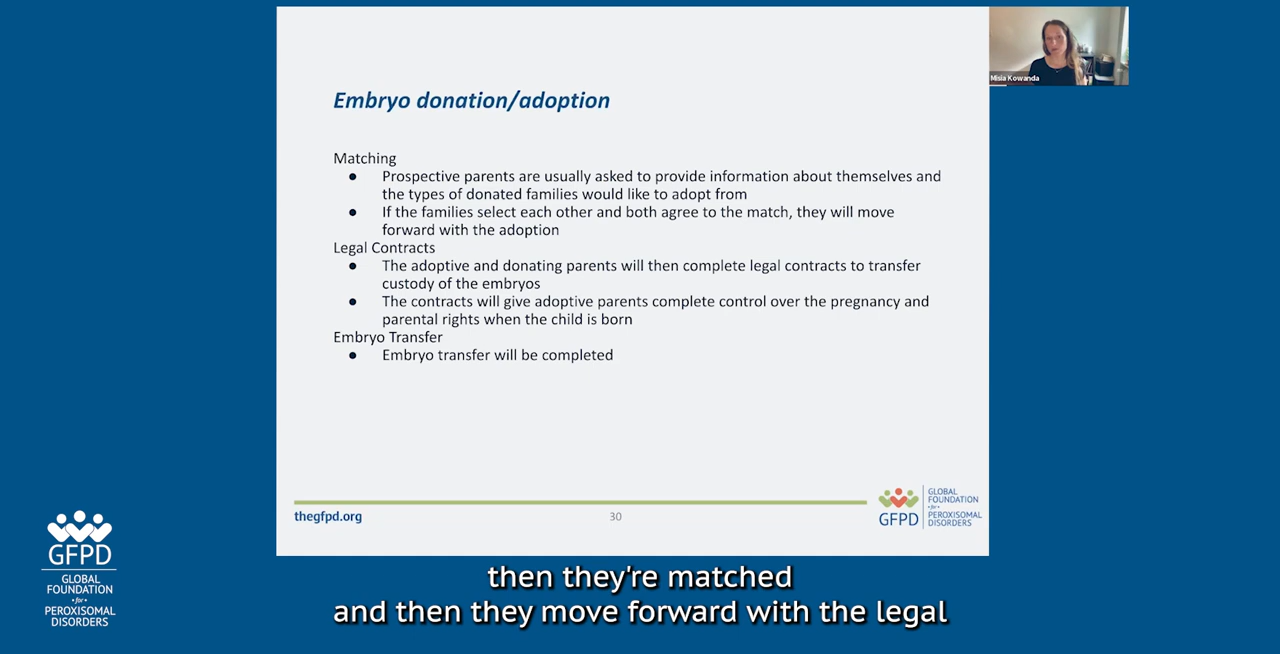 Misia Kowanda
Embryo donation/adoption
Matching
● Prospective parents are usually asked to provide information about themselves and
the types of donated families would like to adopt from
● If the families select each other and both agree to the match, they will move
forward with the adoption
Legal Contracts
● The adoptive and donating parents will then complete legal contracts to transfer
custody of the embryos
● The contracts will give adoptive parents complete control over the pregnancy and
parental rights when the child is born
Embryo Transfer
● Embryo transfer will be completed
thegfpd.org
30
GFPD
GLOBAL
FOUNDATION
•for•
PEROXISOMAL
DISORDERS
GFPD
GLOBAL
FOUNDATION
•for•
PEROXISOMAL
DISORDERS
then they're matched
and then they move forward with the legal